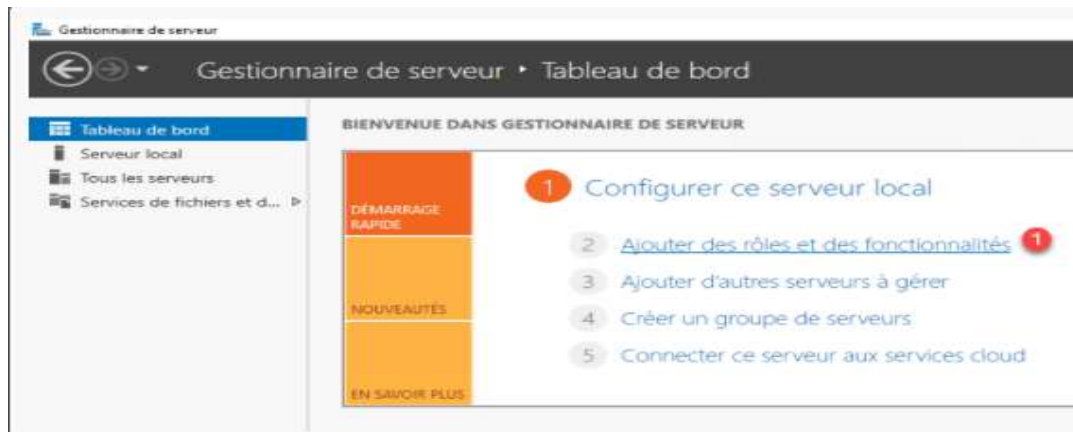 Gestionnaire de serveur
Gestionnaire de serveur • Tableau de bord
Tableau de bord
Serveur local
Tous les serveurs
Services de fichiers et d...
BIENVENUE DANS GESTIONNAIRE DE SERVEUR
DÉMARRAGE
RAPIDE
NOUVEAUTÉS
EN SAVOIR PLUS
1 Configurer ce serveur local
2 Ajouter des rôles et des fonctionnalités 1
3 Ajouter d'autres serveurs à gérer
4 Créer un groupe de serveurs
5 Connecter ce serveur aux services cloud